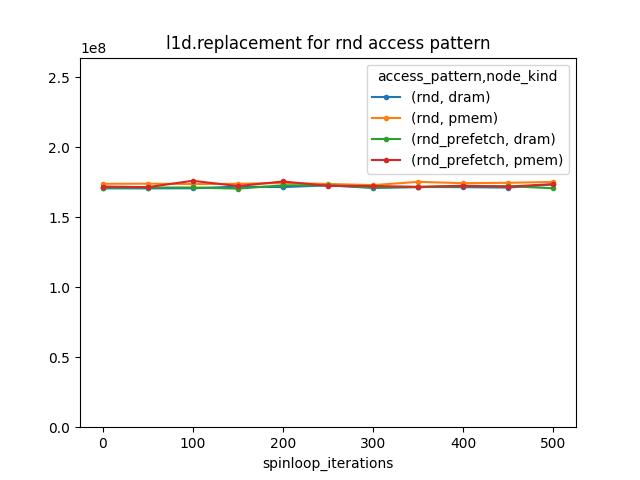 l1d.replacement for rnd access pattern
1e8
2.5
2.0
1.5
1.0
0.5
0.0
access_pattern,node_kind
(rnd, dram)
(rnd, pmem)
(rnd_prefetch, dram)
(rnd_prefetch, pmem)
0 100 200 300 400 500
spinloop_iterations